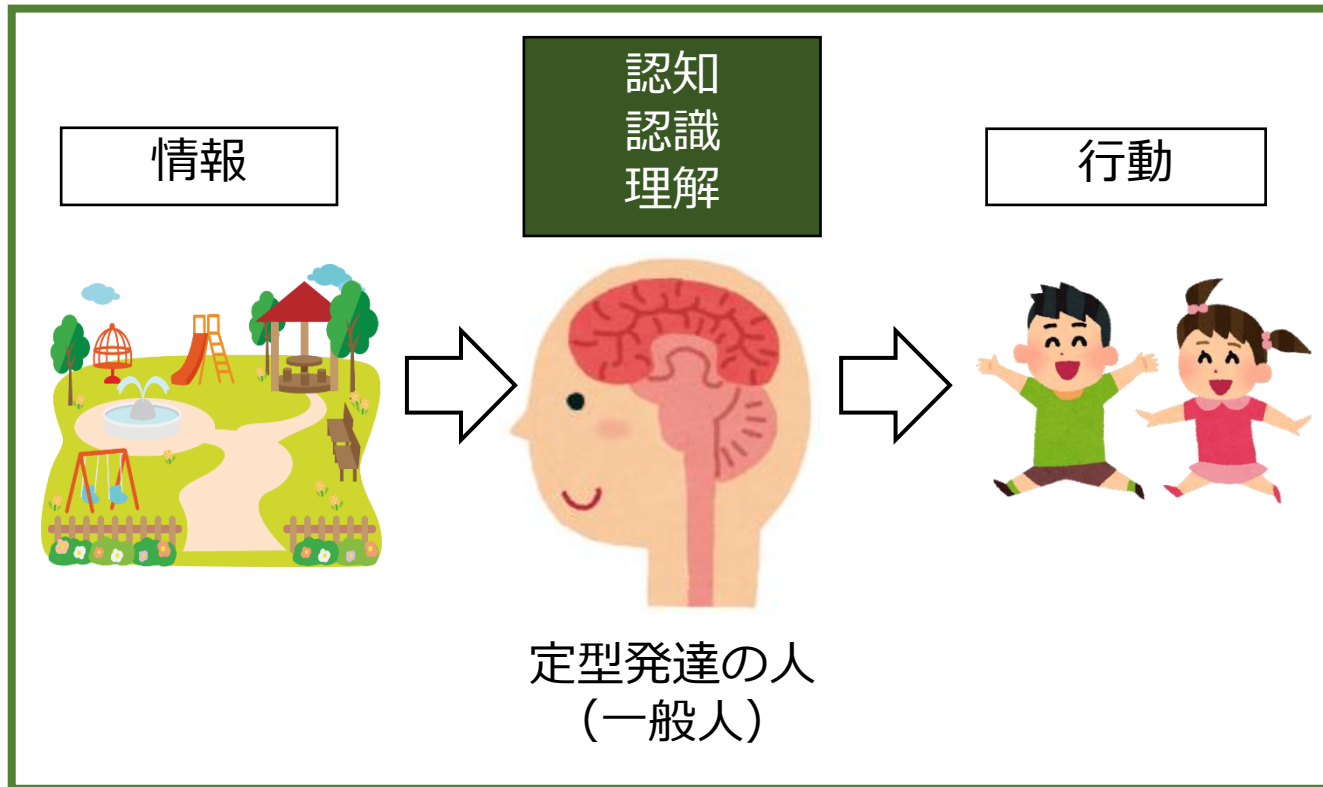 情報
認知
認識
理解
行動
定型発達の人
(一般人)